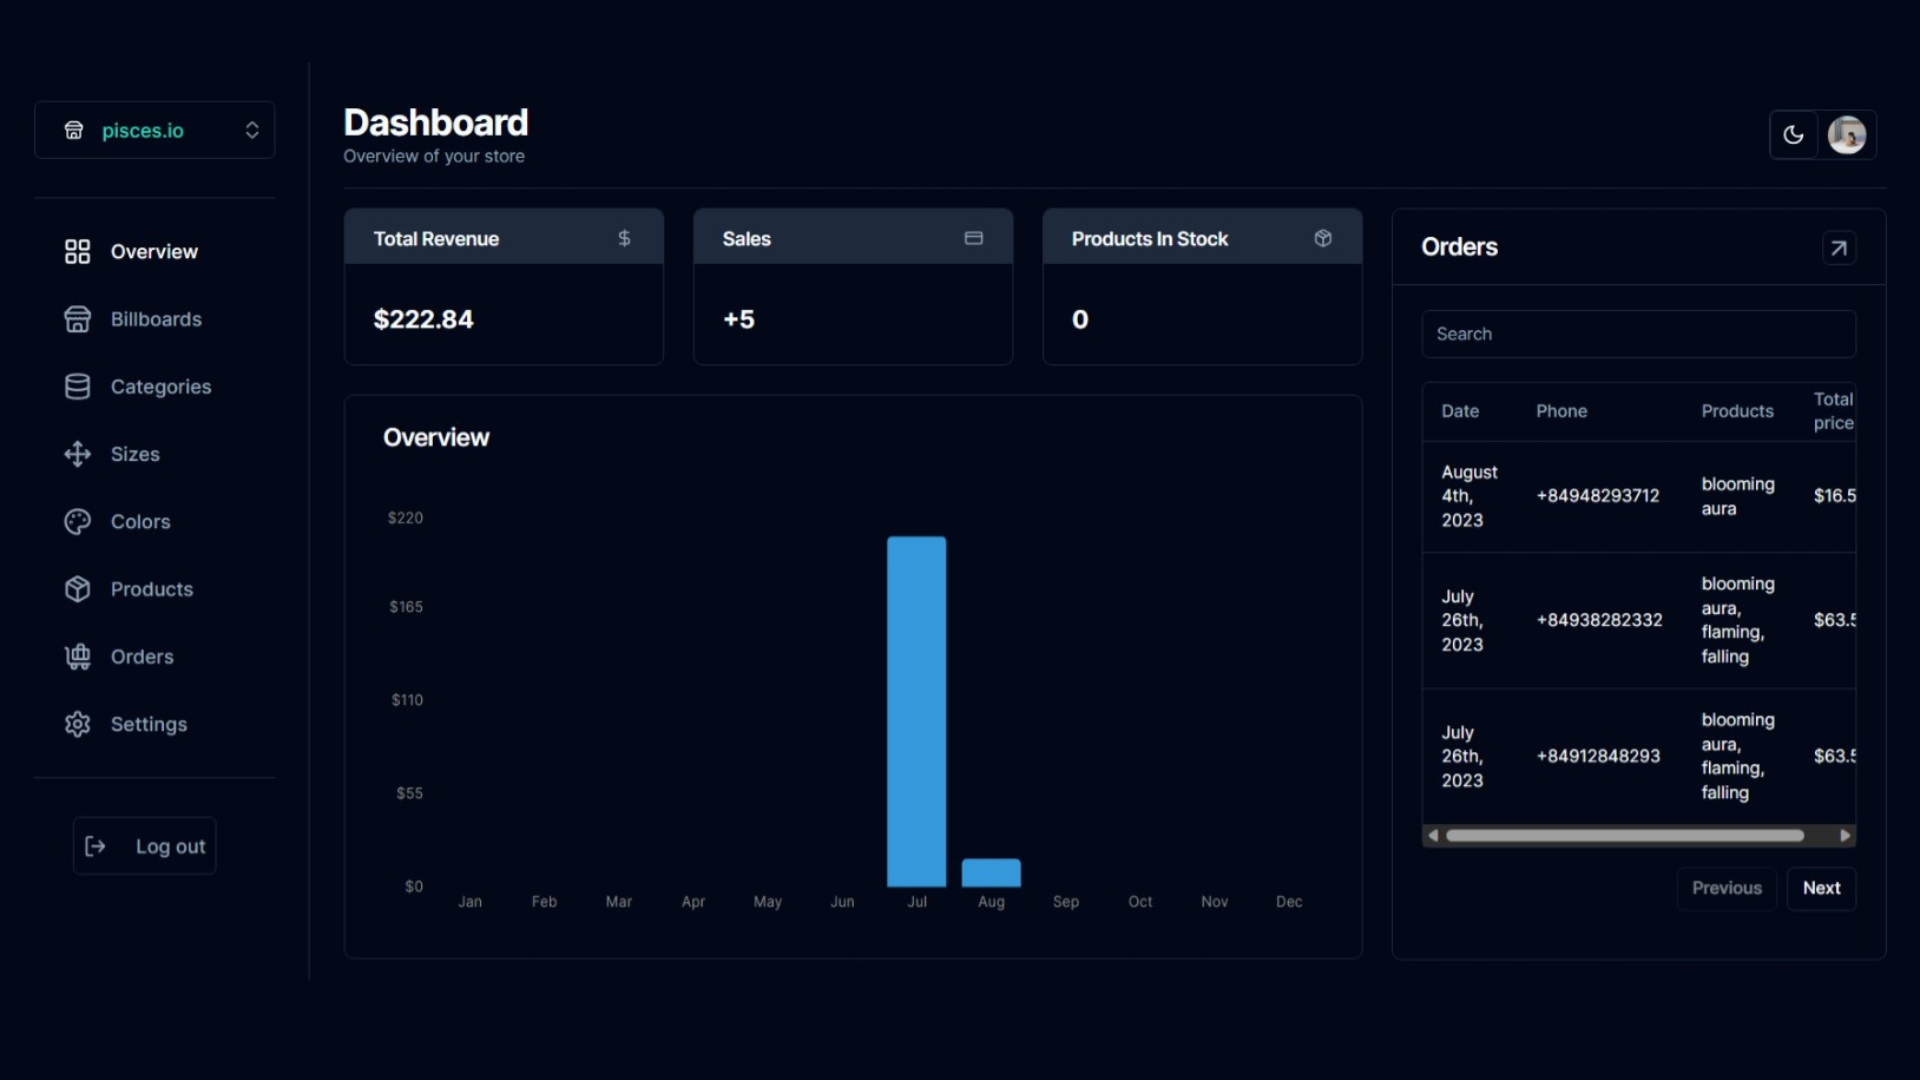 pisces.io
Overview
Billboards
Categories
Sizes
Colors
Products
Orders
Settings
Log out
Dashboard
Overview of your store
Total Revenue
$
$222.84
Sales
+5
Products In Stock
0
Overview
$220
$165
$110
$55
$0
Jan Feb Mar Apr May Jun Jul Aug Sep Oct Nov Dec
Orders
Search
Date Phone Products Total price
August 4th, 2023 +84948293712 blooming aura $16.5
July 26th, 2023 +84938282332 blooming aura, flaming, falling $63.5
July 26th, 2023 +84912848293 blooming aura, flaming, falling $63.5
Previous Next